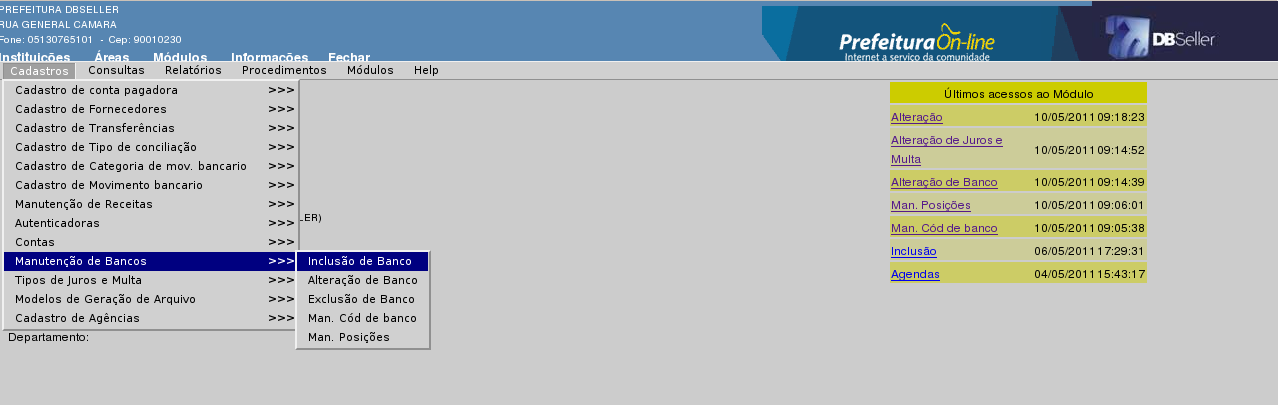 PREFEITURA DBSELLER
RUA GENERAL CAMARA
Fone: 05130765101 - Cep: 90010230
Instituições Áreas Módulos Informações Fechar
Prefeitura On-line
Internet a serviço da comunidade
DBSeller
Cadastros Consultas Relatórios Procedimentos Módulos Help
Cadastro de conta pagadora >>>
Cadastro de Fornecedores >>>
Cadastro de Transferências >>>
Cadastro de Tipo de conciliação >>>
Cadastro de Categoria de mov. bancario >>>
Cadastro de Movimento bancario >>>
Manutenção de Receitas >>>
Autenticadoras >>>
Contas >>>
Manutenção de Bancos >>>
Tipos de Juros e Multa >>>
Modelos de Geração de Arquivo >>>
Cadastro de Agências >>>
LER)
Inclusão de Banco
Alteração de Banco
Exclusão de Banco
Man. Cód de banco
Man. Posições
Departamento:
Últimos acessos ao Módulo
Alteração 10/05/2011 09:18:23
Alteração de Juros e
Multa 10/05/2011 09:14:52
Alteração de Banco 10/05/2011 09:14:39
Man. Posições 10/05/2011 09:06:01
Man. Cód de banco 10/05/2011 09:05:38
Inclusão 06/05/2011 17:29:31
Agendas 04/05/2011 15:43:17